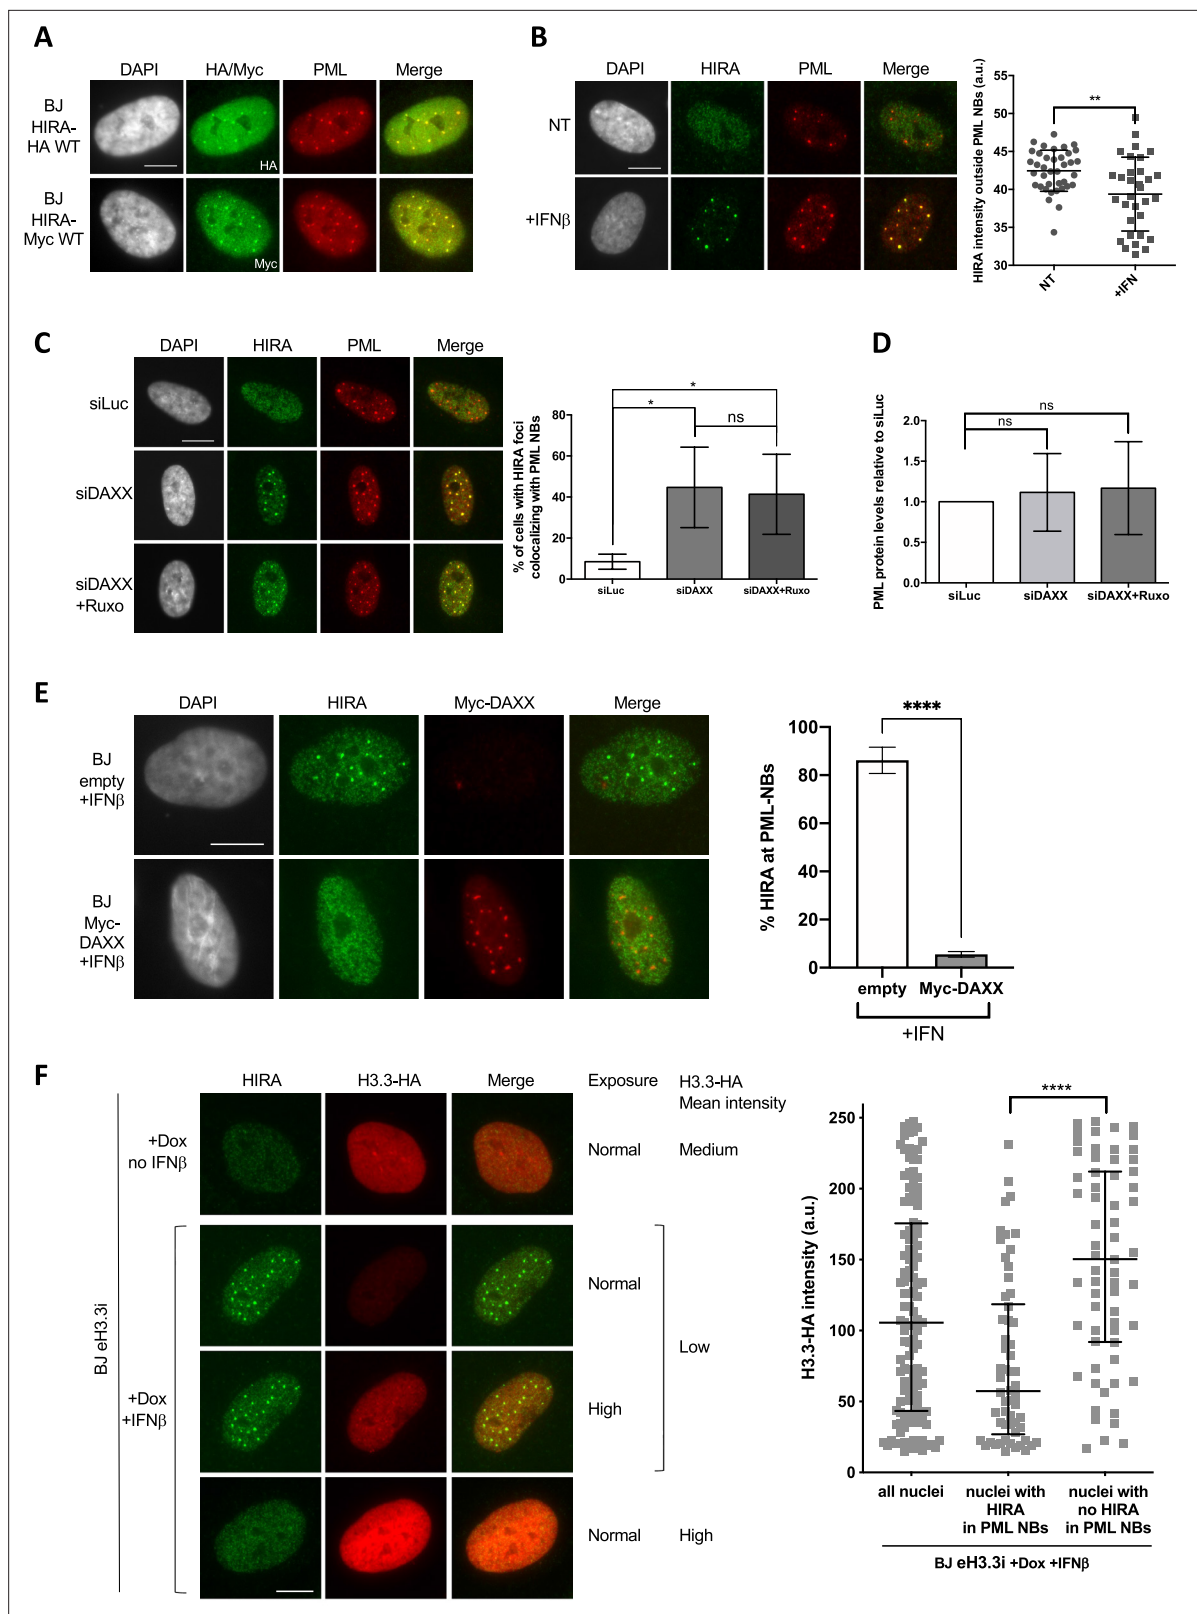 A
DAPI HA/Myc PML Merge
BJ
HIRA-
HA WT
HA
BJ
HIRA-
Myc WT
Myc
B
DAPI HIRA PML Merge
NT
+IFNβ
HIRA intensity outside PML NBs (a.u.)
50
45
40
35
30
**
NT
+IFN
C
DAPI HIRA PML Merge
siLuc
siDAXX
siDAXX
+Ruxo
% of cells with HIRA foci
colocalizing with PML NBs
80
60
40
20
0
*
*
ns
siLuc siDAXX siDAXX+Ruxo
D
PML protein levels relative to siLuc
2.0
1.5
1.0
0.5
0.0
ns
ns
siLuc siDAXX siDAXX+Ruxo
E
DAPI HIRA Myc-DAXX Merge
BJ
empty
+IFNβ
BJ
Myc-
DAXX
+IFNβ
% HIRA at PML-NBs
100
80
60
40
20
0
****
empty Myc-DAXX
+IFN
F
HIRA H3.3-HA Merge Exposure H3.3-HA
Mean intensity
BJ eH3.3i
+Dox
no IFNβ
Normal Medium
+Dox
+IFNβ
Normal
Low
High
Normal High
H3.3-HA intensity (a.u.)
250
200
150
100
50
0
****
all nuclei
nuclei with
HIRA
in PML NBs
nuclei with
no HIRA
in PML NBs
BJ eH3.3i +Dox +IFNβ